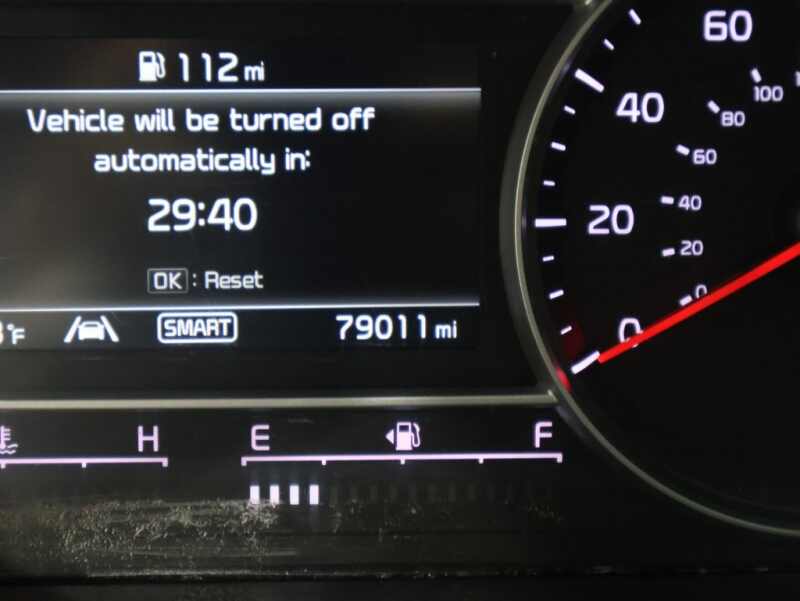 112 mi
Vehicle will be turned off
automatically in:
29:40
OK : Reset
°F
SMART
79011 mi
H
E
F
60
40
20
0
100
80
60
40
20
0